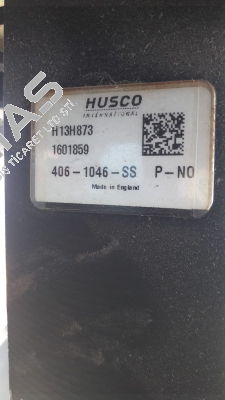 HUSCO
INTERNATIONAL
H13H873
1601859
406-1046-SS P-NO
Made in England